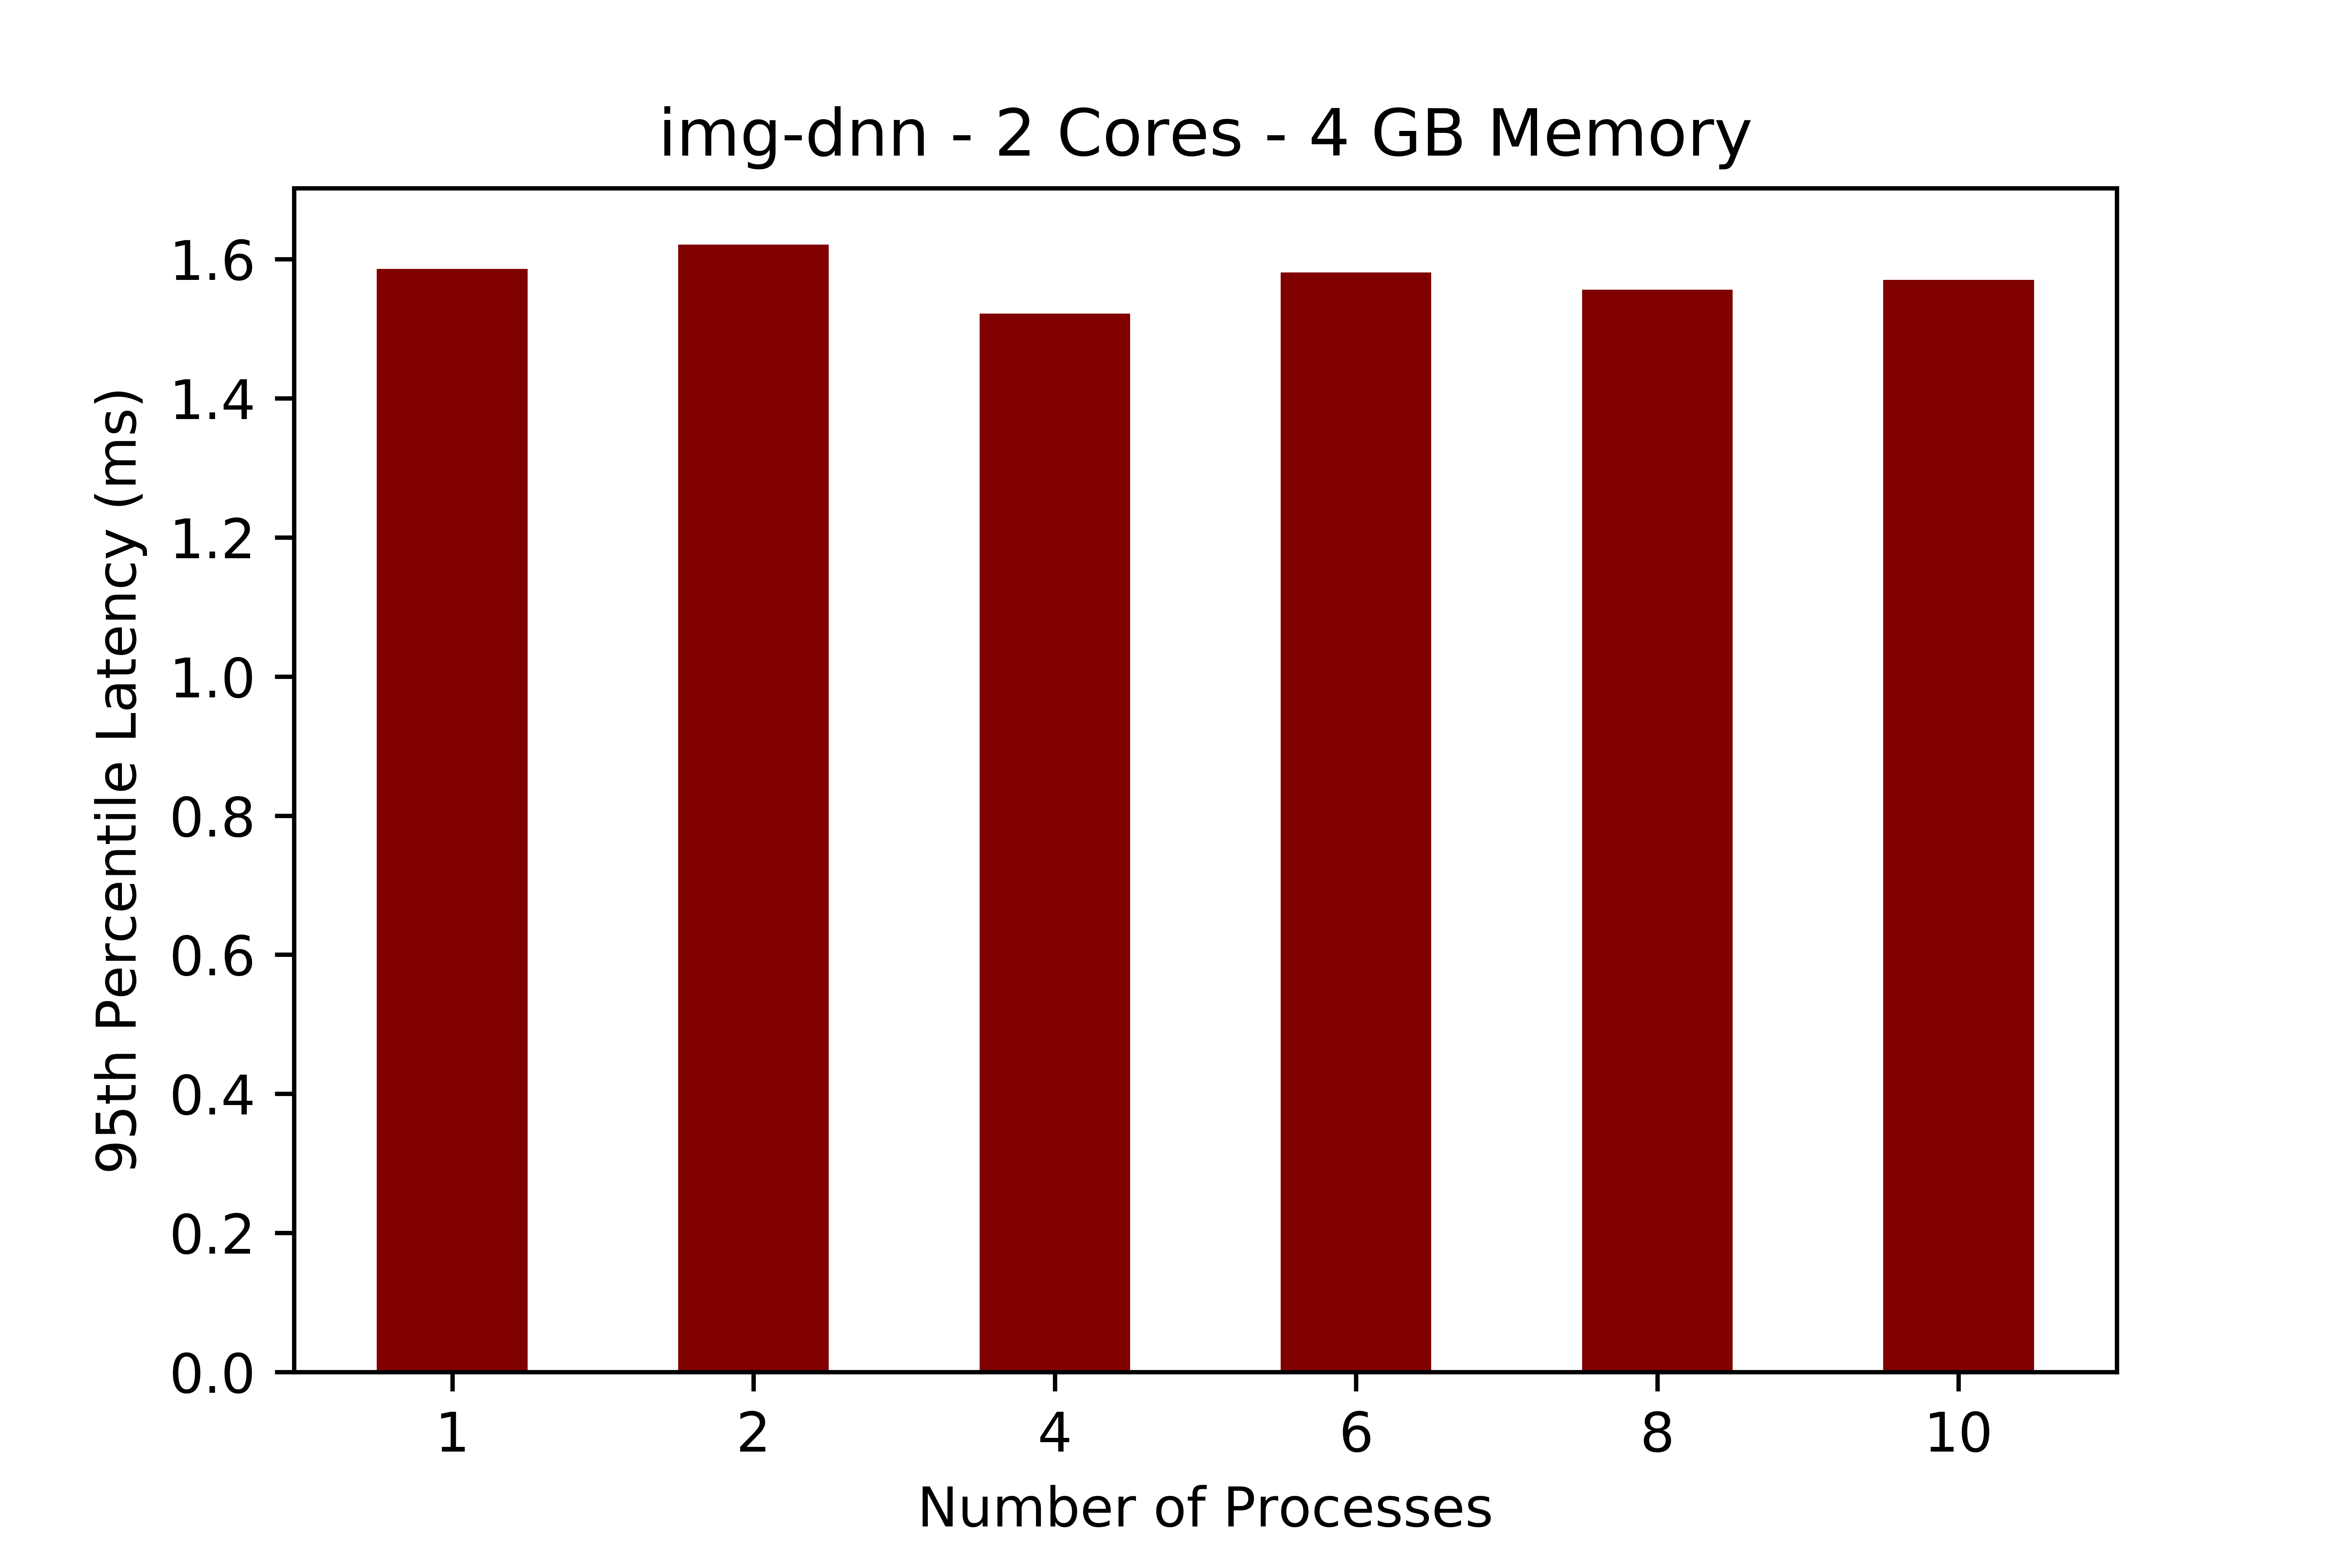 img-dnn - 2 Cores - 4 GB Memory
95th Percentile Latency (ms)
1.6
1.4
1.2
1.0
0.8
0.6
0.4
0.2
0.0
1 2 4 6 8 10
Number of Processes